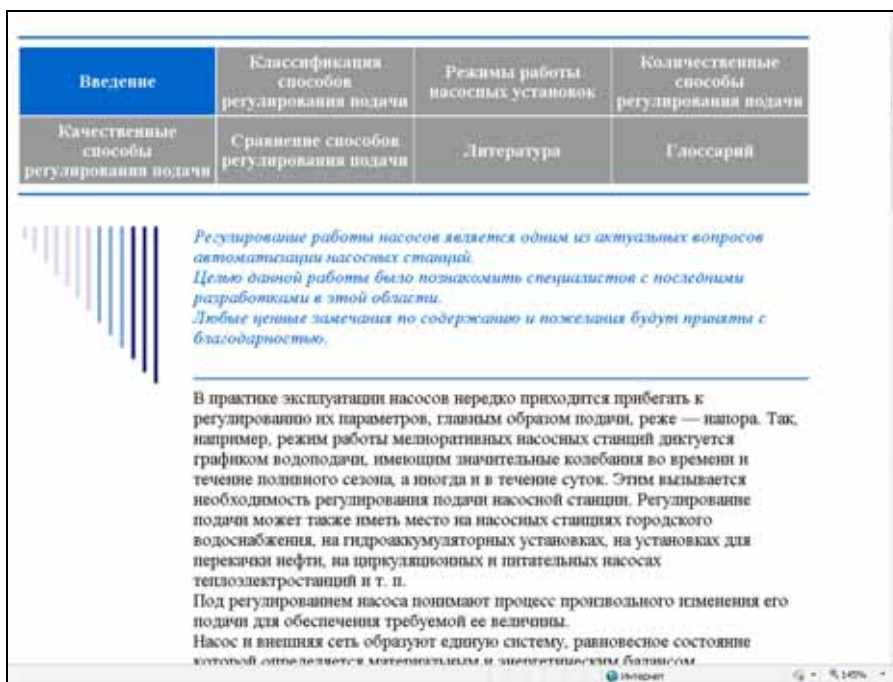 Введение
Классификация
способов
регулирования подачи
Режимы работы
насосных установок
Количественные
способы
регулирования подачи
Качественные
способы
регулирования подачи
Сравнение способов
регулирования подачи
Литература
Глоссарий
Регулирование работы насосов является одним из актуальных вопросов
автоматизации насосных станций.
Целью данной работы было познакомить специалистов с последними
разработками в этой области.
Любые ценные замечания по содержанию и пожелания будут приняты с
благодарностью.
В практике эксплуатации насосов нередко приходится прибегать к
регулированию их параметров, главным образом подачи, реже — напора. Так,
например, режим работы мелиоративных насосных станций диктуется
графиком водоподачи, имеющим значительные колебания во времени и
течение поливного сезона, а иногда и в течение суток. Этим вызывается
необходимость регулирования подачи насосной станции. Регулирование
подачи может также иметь место на насосных станциях городского
водоснабжения, на гидроаккумуляторных установках, на установках для
перекачки нефти, на циркуляционных и питательных насосах
теплоэлектростанций и т. п.
Под регулированием насоса понимают процесс произвольного изменения его
подачи для обеспечения требуемой ее величины.
Насос и внешняя сеть образуют единую систему, равновесное состояние
которой определяется материальным и энергетическим балансом
Интернет
145%